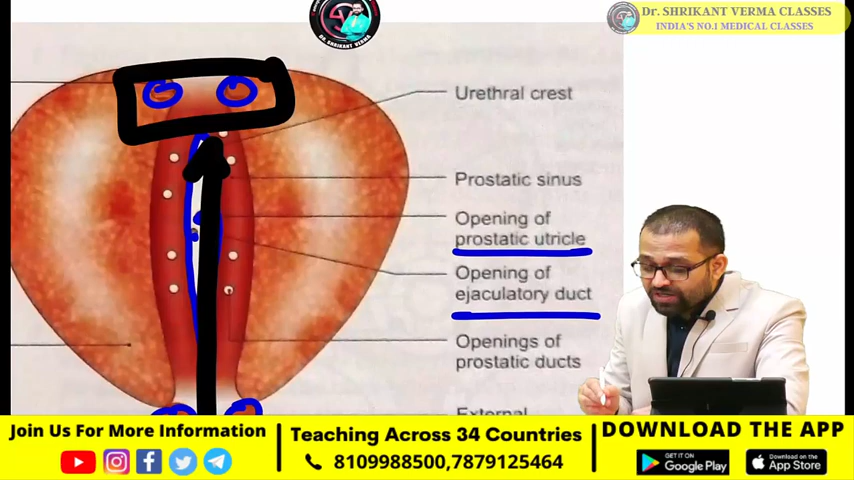 DR. SHRIKANT VERMA
Dr. SHRIKANT VERMA CLASSES
INDIA'S NO.1 MEDICAL CLASSES
Urethral crest
Prostatic sinus
Opening of
prostatic utricle
Opening of
ejaculatory duct
Openings of
prostatic ducts
External
Join Us For More Information
Teaching Across 34 Countries
8109988500,7879125464
DOWNLOAD THE APP
GET IT ON
Google Play
Download on the
App Store